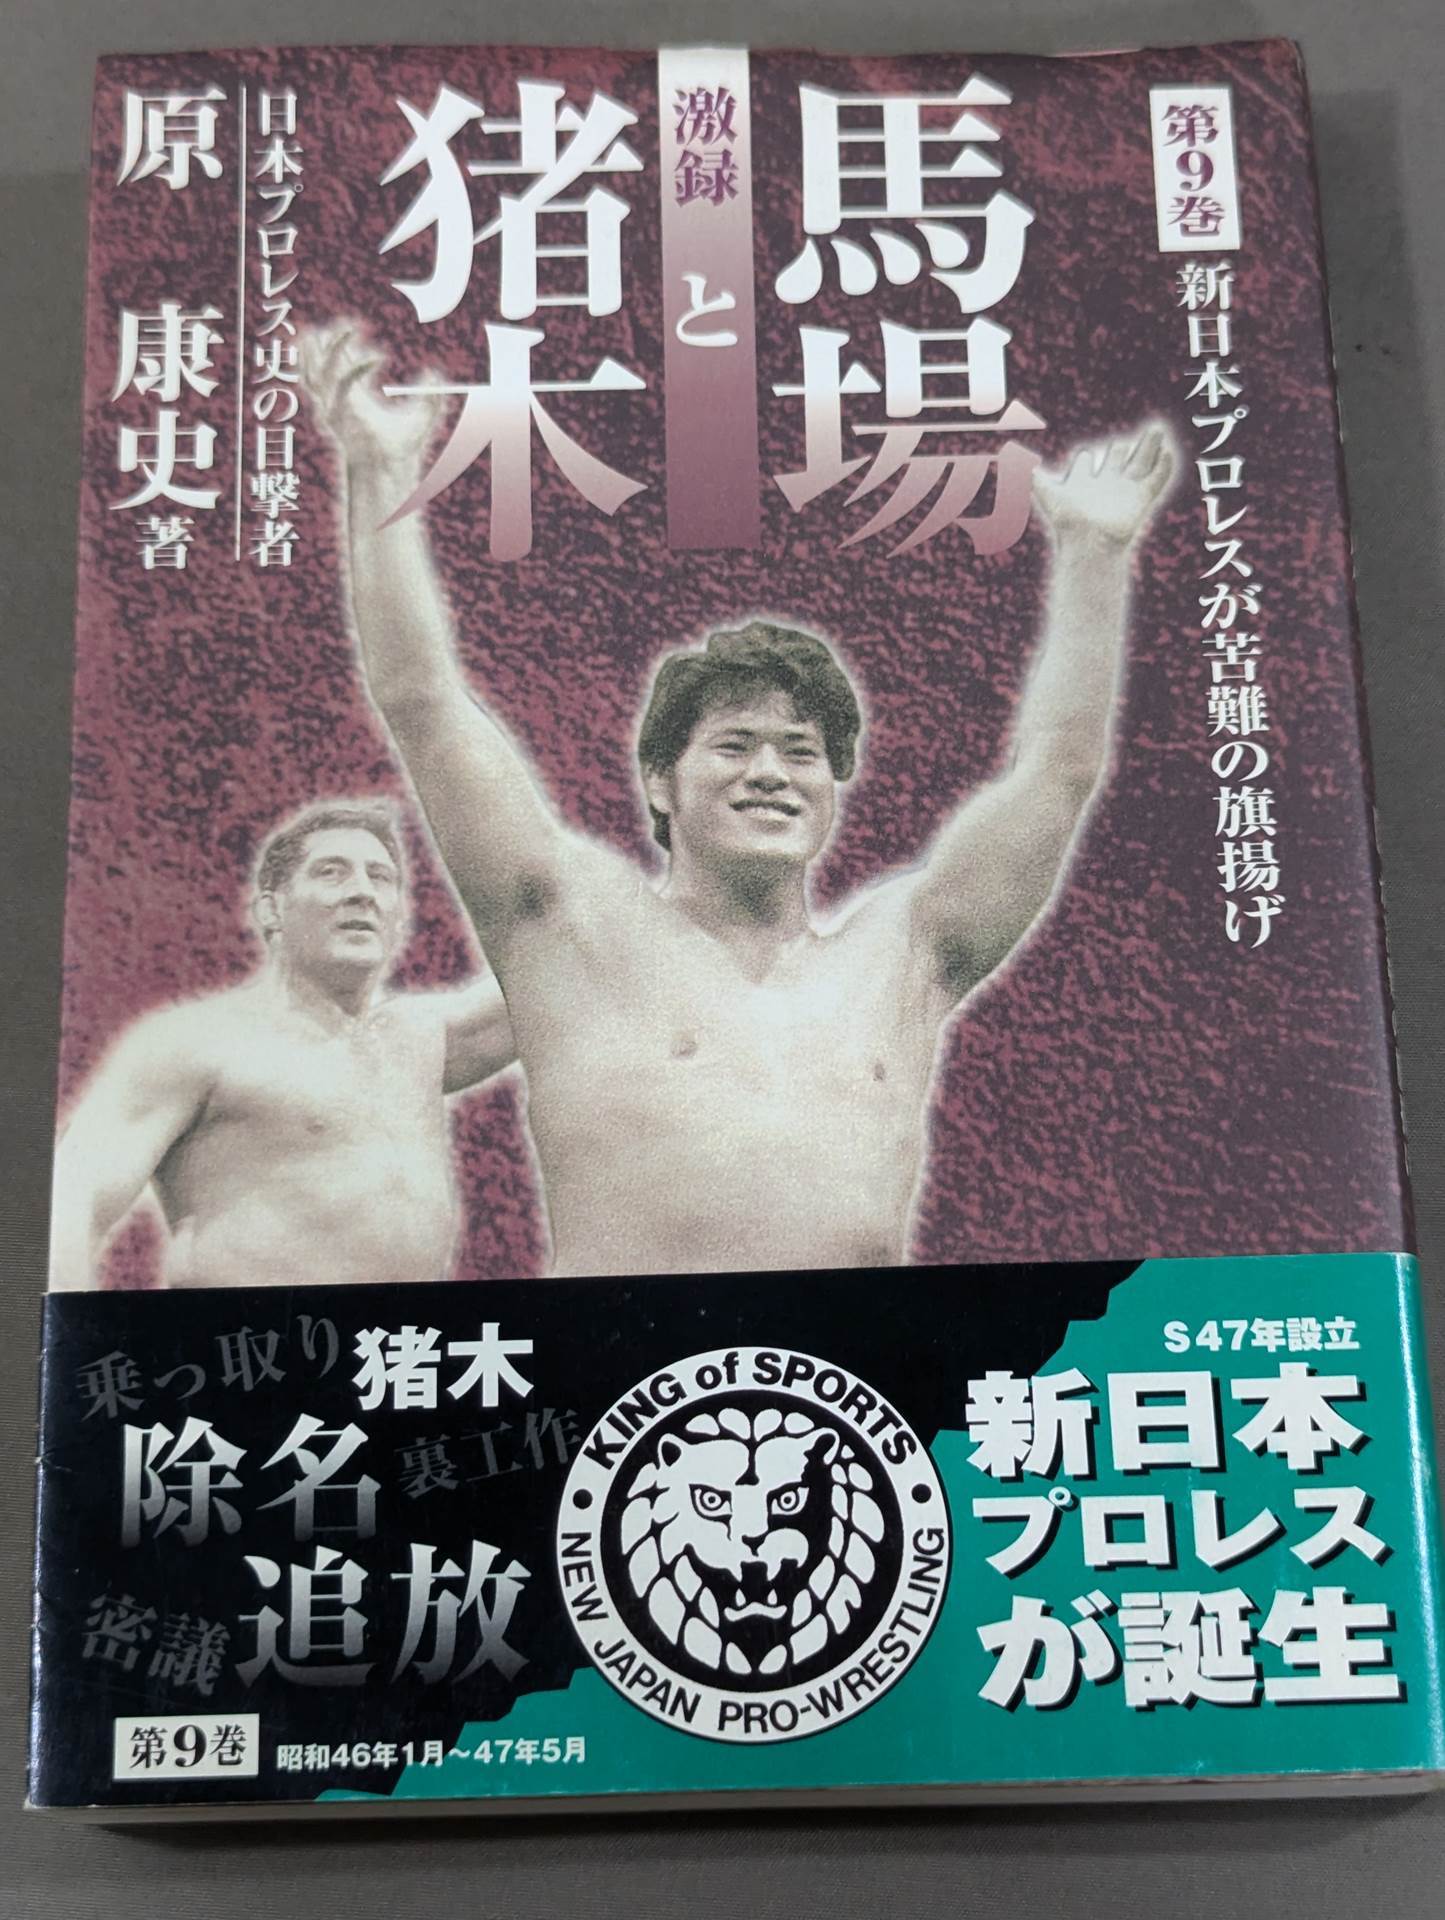 第9巻
新日本プロレスが苦難の旗揚げ
馬場
激録
と
猪木
日本プロレス史の目撃者
原 康史 著
乗っ取り
猪木
除名
裏工作
密議
追放
第9巻
昭和46年1月～47年5月
KING of SPORTS
NEW JAPAN PRO-WRESTLING
S47年設立
新日本
プロレス
が誕生